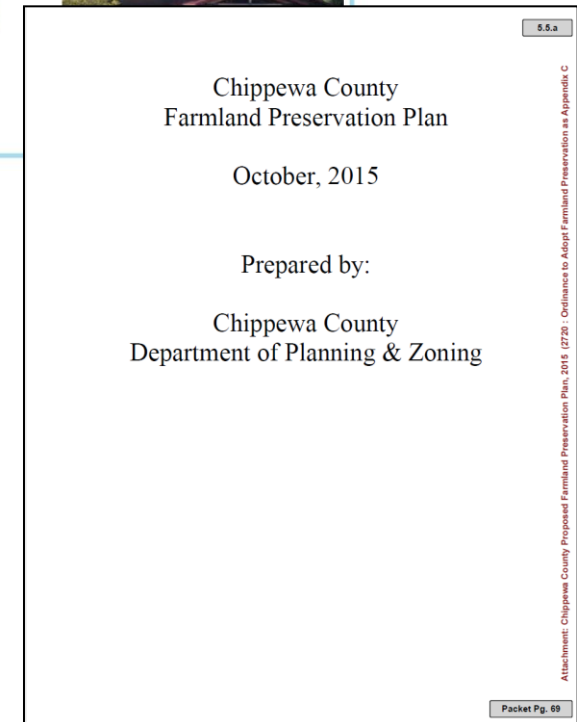 5.5.a
Chippewa County
Farmland Preservation Plan
October, 2015
Prepared by:
Chippewa County
Department of Planning & Zoning
Attachment: Chippewa County Proposed Farmland Preservation Plan, 2015 (2720 : Ordinance to Adopt Farmland Preservation as Appendix C
Packet Pg. 69